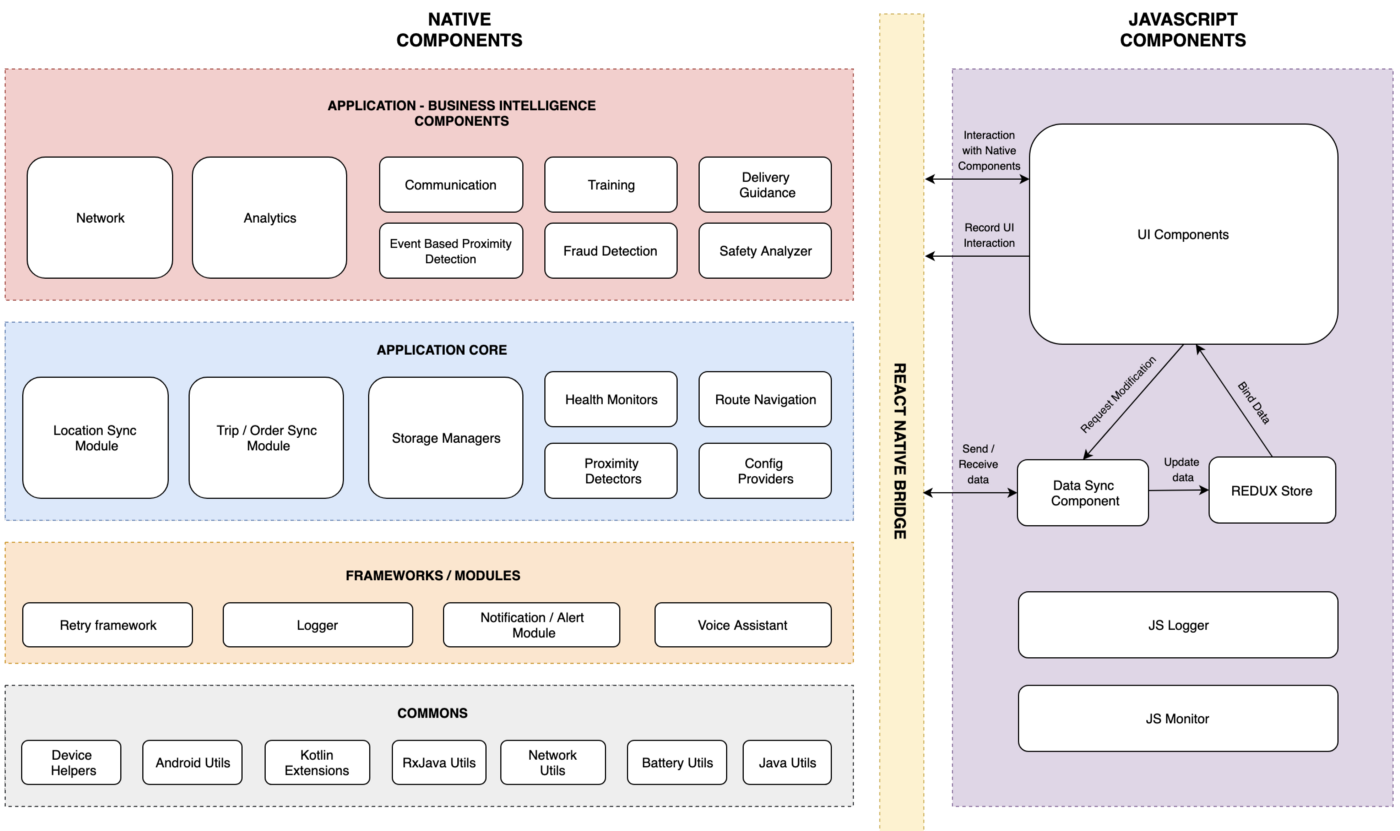 NATIVE
COMPONENTS
APPLICATION - BUSINESS INTELLIGENCE
COMPONENTS
Network
Analytics
Communication
Training
Delivery
Guidance
Event Based Proximity
Detection
Fraud Detection
Safety Analyzer
APPLICATION CORE
Location Sync
Module
Trip / Order Sync
Module
Storage Managers
Health Monitors
Route Navigation
Proximity
Detectors
Config
Providers
FRAMEWORKS / MODULES
Retry framework
Logger
Notification / Alert
Module
Voice Assistant
COMMONS
Device
Helpers
Android Utils
Kotlin
Extensions
RxJava Utils
Network
Utils
Battery Utils
Java Utils
REACT NATIVE BRIDGE
JAVASCRIPT
COMPONENTS
Interaction
with Native
Components
Record UI
Interaction
UI Components
Request Modification
Bind Data
Send /
Receive
data
Data Sync
Component
Update
data
REDUX Store
JS Logger
JS Monitor